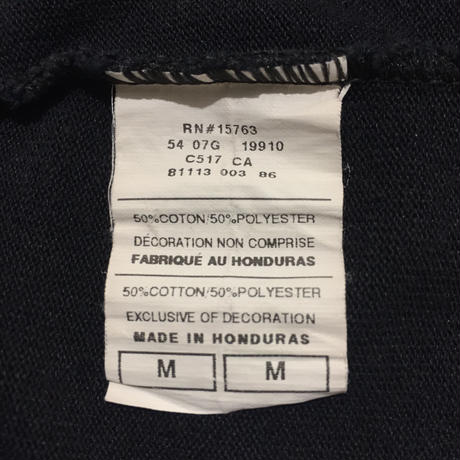 RN#15763
54 07G 19910
C517 CA
81113 003 86
50%COTON/50%POLYESTER
DÉCORATION NON COMPRISE
FABRIQUÉ AU HONDURAS
50%COTTON/50%POLYESTER
EXCLUSIVE OF DECORATION
MADE IN HONDURAS
M M